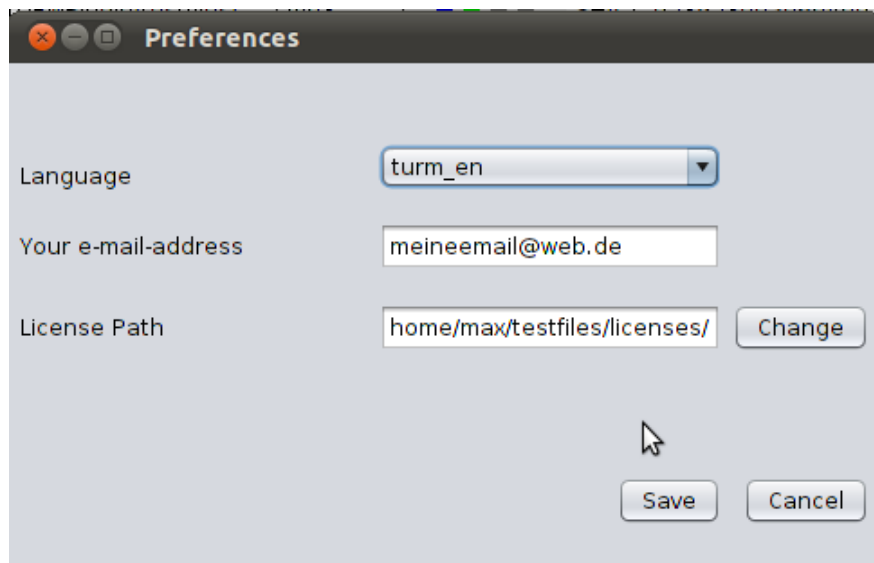 Preferences
Language turm_en
Your e-mail-address meineemail@web.de
License Path home/max/testfiles/licenses/ Change
Save Cancel